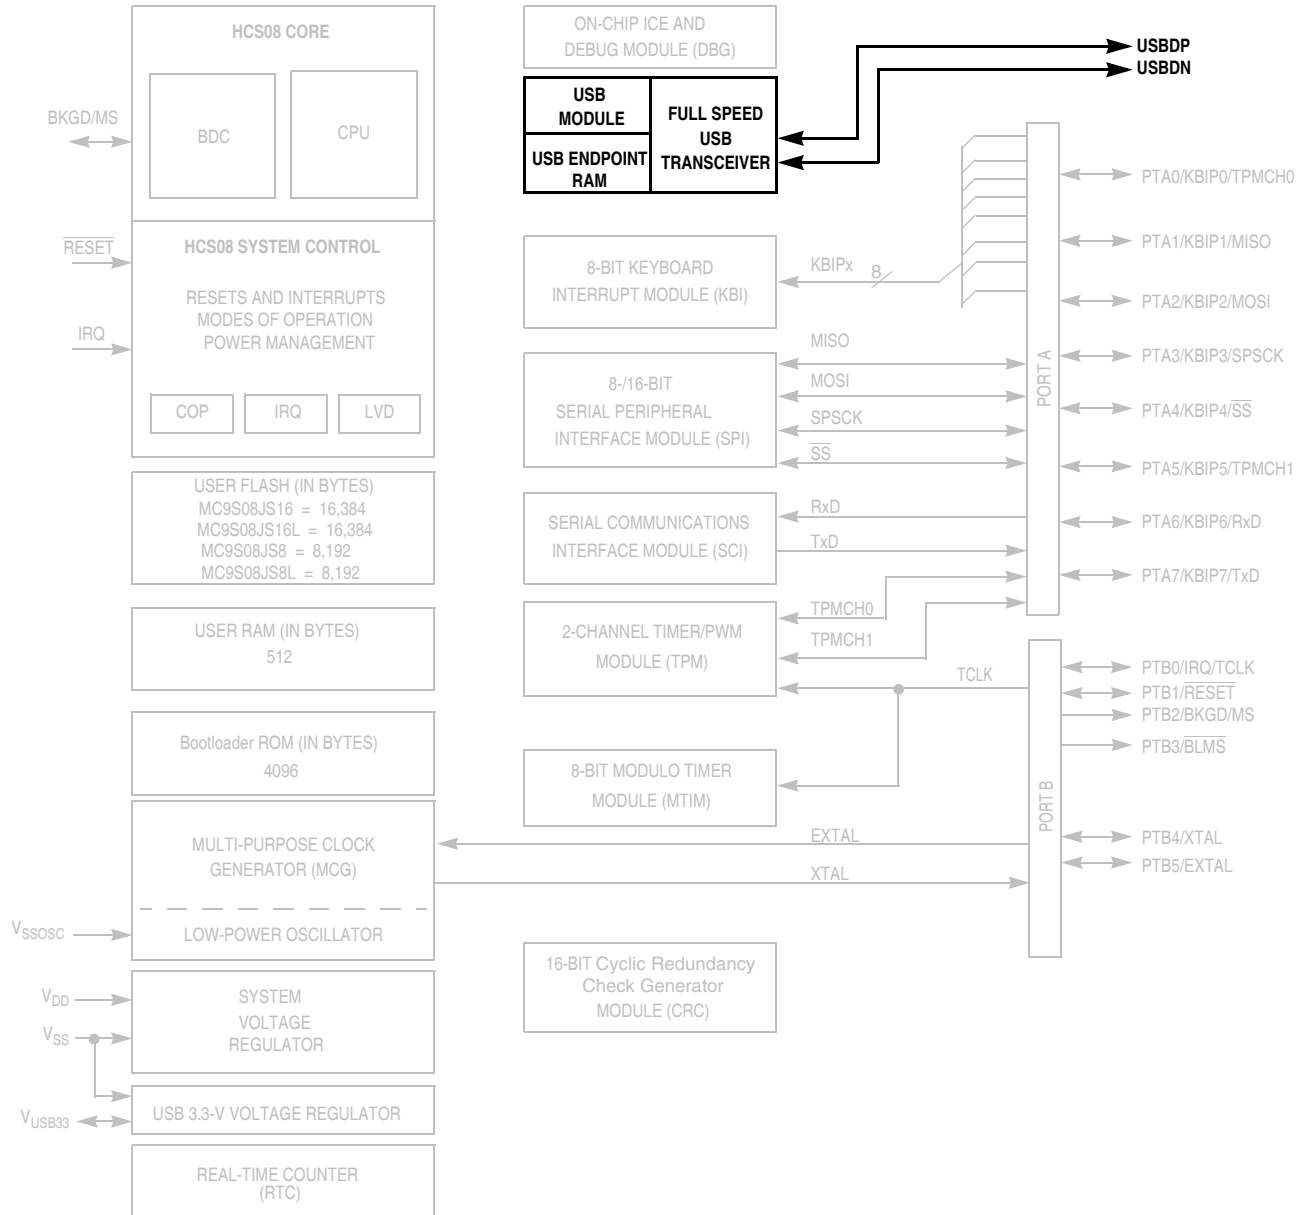 HCS08 CORE
BDC
CPU
BKGD/MS
HCS08 SYSTEM CONTROL
RESET
RESETS AND INTERRUPTS
MODES OF OPERATION
POWER MANAGEMENT
IRQ
COP
IRQ
LVD
USER FLASH (IN BYTES)
MC9S08JS16 = 16,384
MC9S08JS16L = 16,384
MC9S08JS8 = 8,192
MC9S08JS8L = 8,192
USER RAM (IN BYTES)
512
Bootloader ROM (IN BYTES)
4096
MULTI-PURPOSE CLOCK
GENERATOR (MCG)
LOW-POWER OSCILLATOR
VSSOSC
VDD
VSS
SYSTEM
VOLTAGE
REGULATOR
VUSB33
USB 3.3-V VOLTAGE REGULATOR
REAL-TIME COUNTER
(RTC)
ON-CHIP ICE AND
DEBUG MODULE (DBG)
USB
MODULE
USB ENDPOINT
RAM
FULL SPEED
USB
TRANSCEIVER
USBDP
USBDN
8-BIT KEYBOARD
INTERRUPT MODULE (KBI)
KBIPx
8
8-/16-BIT
SERIAL PERIPHERAL
INTERFACE MODULE (SPI)
MISO
MOSI
SPSCK
SS
SERIAL COMMUNICATIONS
INTERFACE MODULE (SCI)
RxD
TxD
2-CHANNEL TIMER/PWM
MODULE (TPM)
TPMCH0
TPMCH1
TCLK
8-BIT MODULO TIMER
MODULE (MTIM)
EXTAL
XTAL
16-BIT Cyclic Redundancy
Check Generator
MODULE (CRC)
PORT A
PTA0/KBIP0/TPMCH0
PTA1/KBIP1/MISO
PTA2/KBIP2/MOSI
PTA3/KBIP3/SPSCK
PTA4/KBIP4/SS
PTA5/KBIP5/TPMCH1
PTA6/KBIP6/RxD
PTA7/KBIP7/TxD
PORT B
PTB0/IRQ/TCLK
PTB1/RESET
PTB2/BKGD/MS
PTB3/BLMS
PTB4/XTAL
PTB5/EXTAL